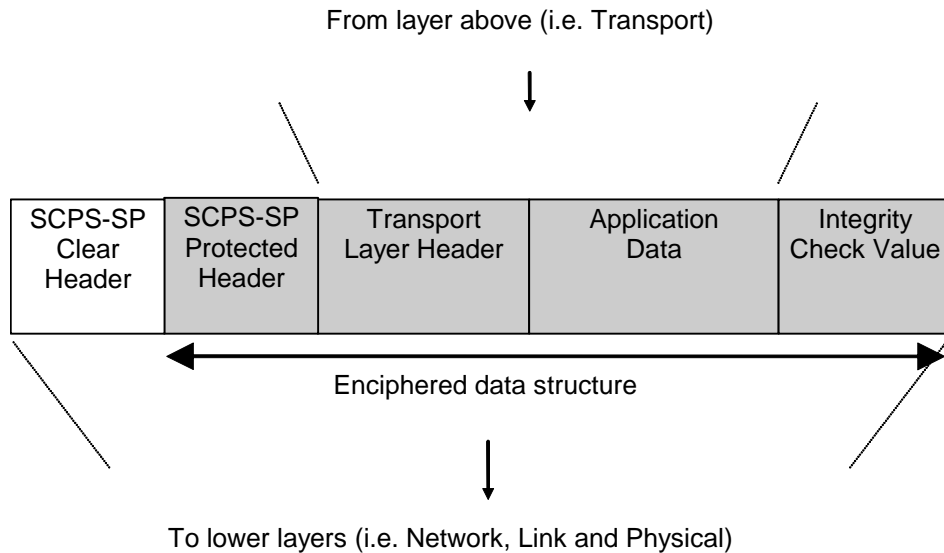 From layer above (i.e. Transport)
SCPS-SP
Clear
Header
SCPS-SP
Protected
Header
Transport
Layer Header
Application
Data
Integrity
Check Value
Enciphered data structure
To lower layers (i.e. Network, Link and Physical)